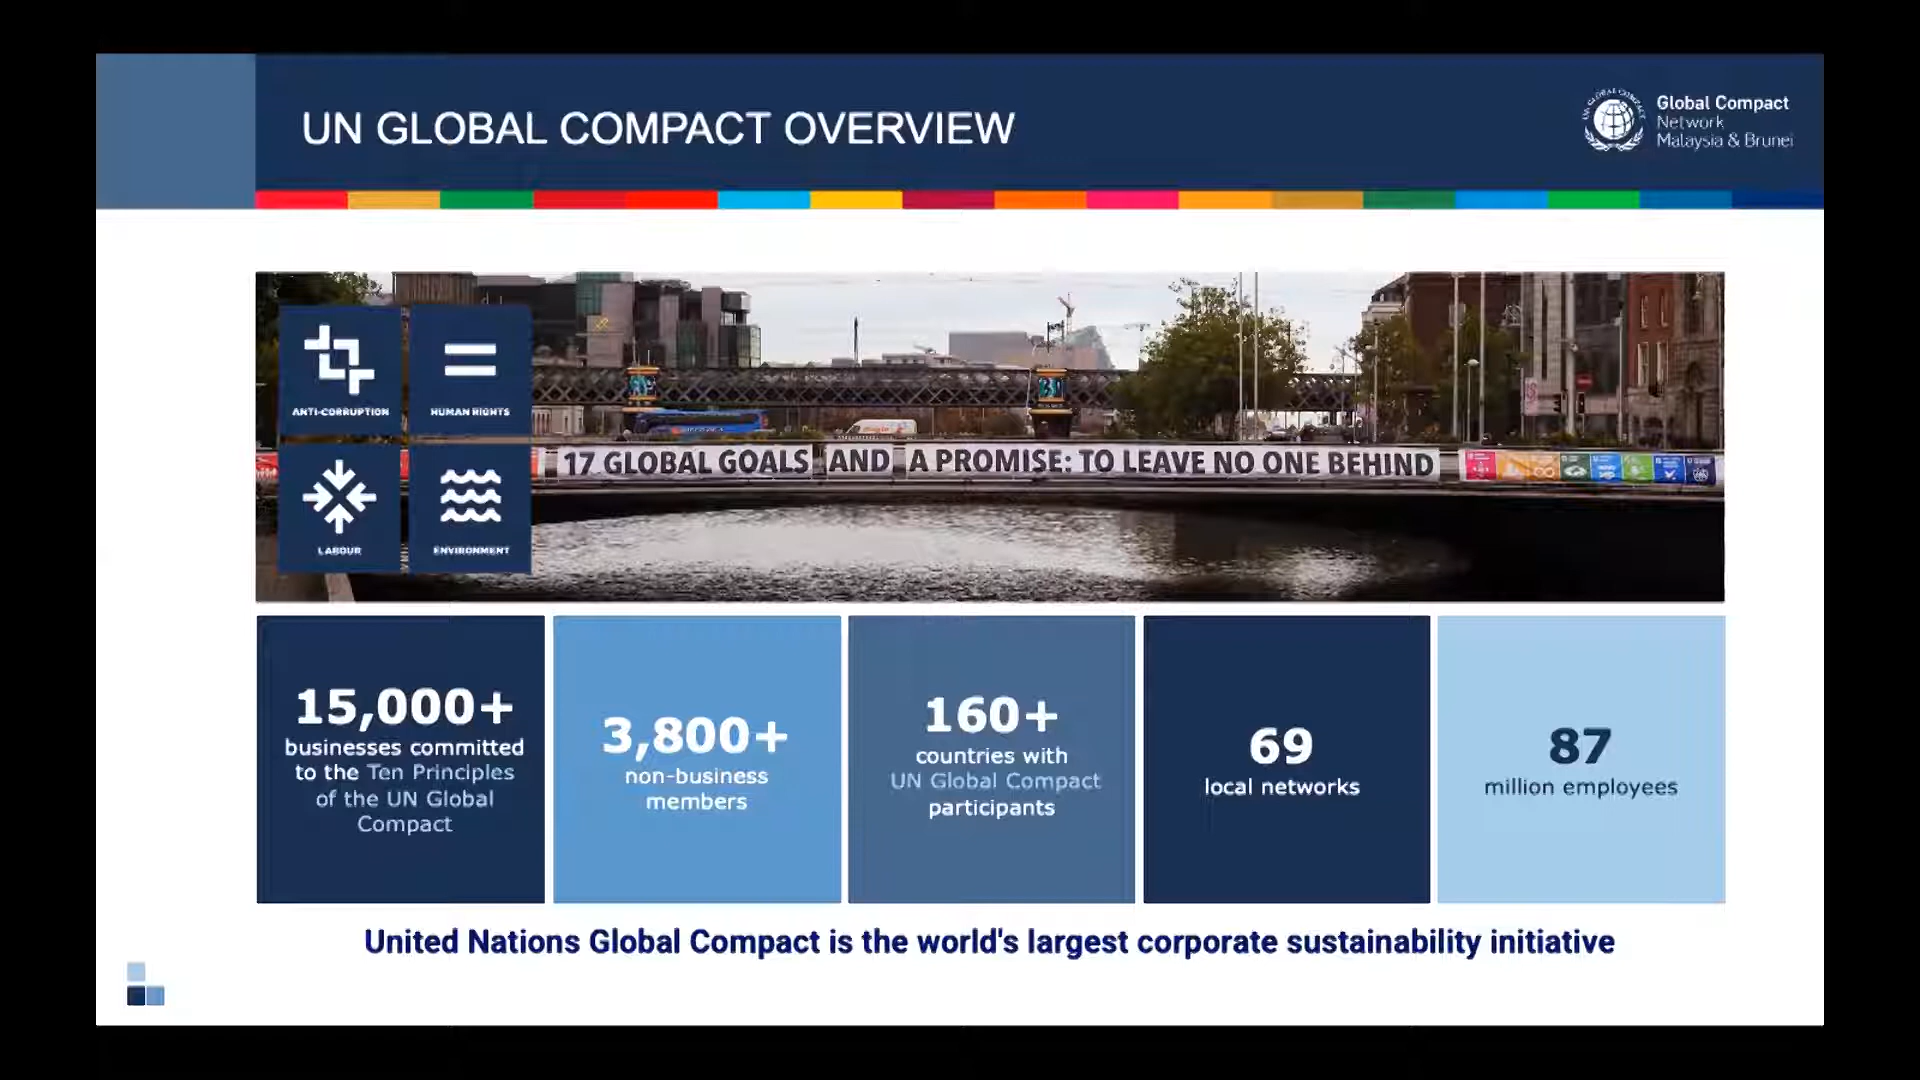 UN GLOBAL COMPACT OVERVIEW
Global Compact
Network
Malaysia & Brunei
ANTI-CORRUPTION
HUMAN RIGHTS
LABOUR
ENVIRONMENT
17 GLOBAL GOALS AND A PROMISE: TO LEAVE NO ONE BEHIND
15,000+
businesses committed
to the Ten Principles
of the UN Global
Compact
3,800+
non-business
members
160+
countries with
UN Global Compact
participants
69
local networks
87
million employees
United Nations Global Compact is the world's largest corporate sustainability initiative